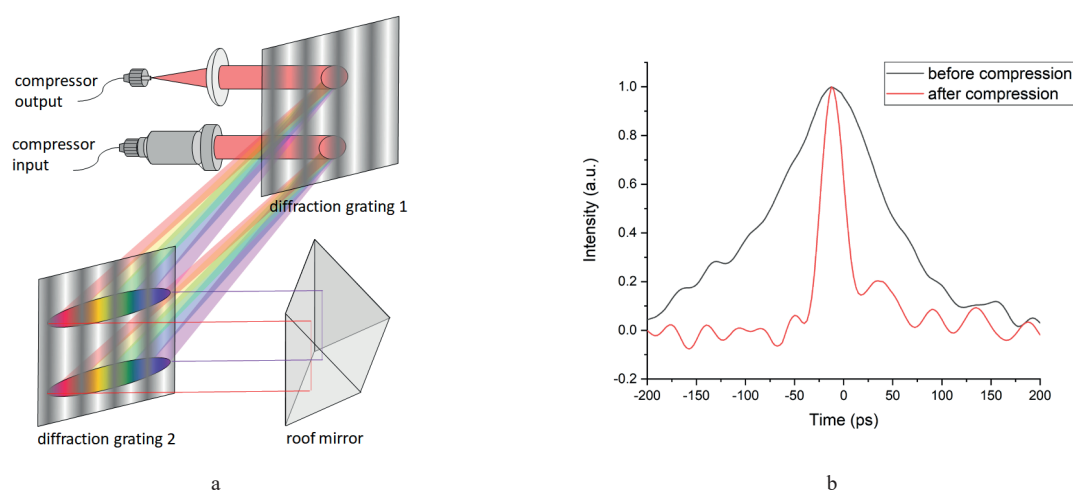 compressor
output
compressor
input
diffraction grating 1
diffraction grating 2
roof mirror
a
before compression
after compression
Intensity (a.u.)
1.0
0.8
0.6
0.4
0.2
0.0
-0.2
-200 -150 -100 -50 0 50 100 150 200
Time (ps)
b